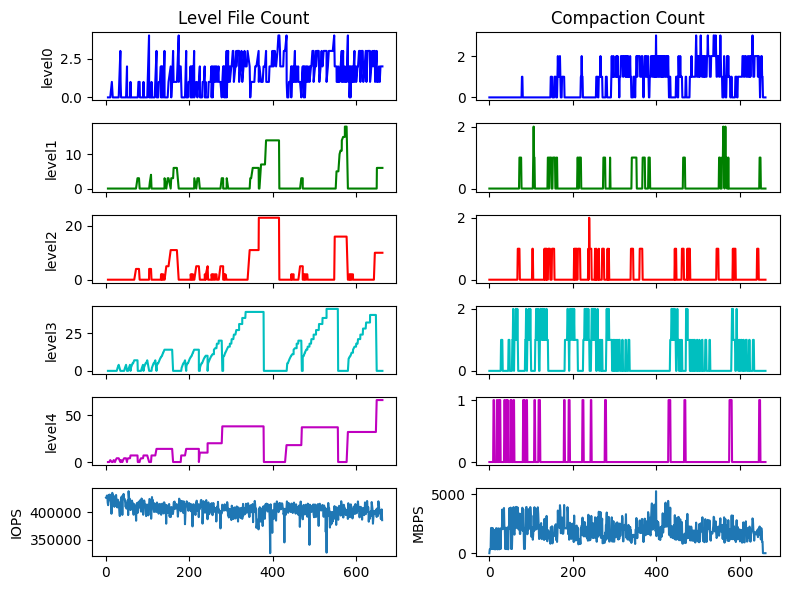 Level File Count Compaction Count
level0 2.5 0.0 2 0
level1 10 0 2 1 0
level2 20 0 2 1 0
level3 25 0 2 1 0
level4 50 0 1 0
IOPS 400000 350000 MBPS 5000 0
0 200 400 600 0 200 400 600